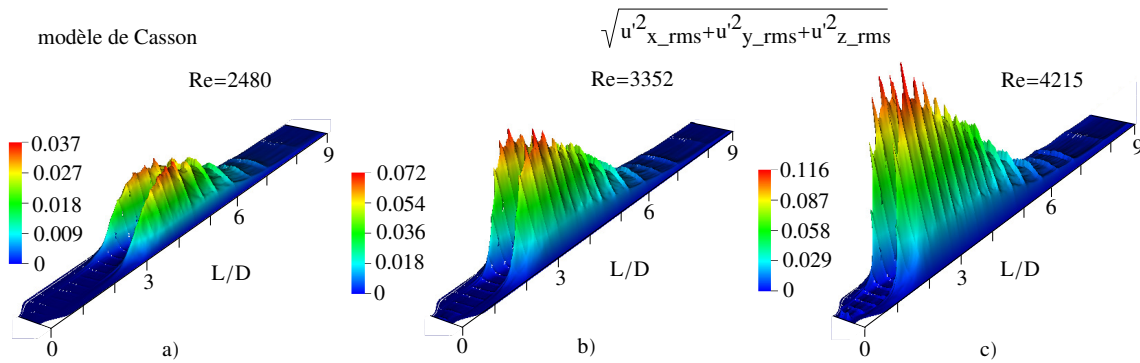 modèle de Casson
√u'²x_rms+u'²y_rms+u'²z_rms
Re=2480
Re=3352
Re=4215
0.037
0.027
0.018
0.009
0
0
3
6
9
L/D
a)
0.072
0.054
0.036
0.018
0
0
3
6
9
L/D
b)
0.116
0.087
0.058
0.029
0
0
3
6
9
L/D
c)